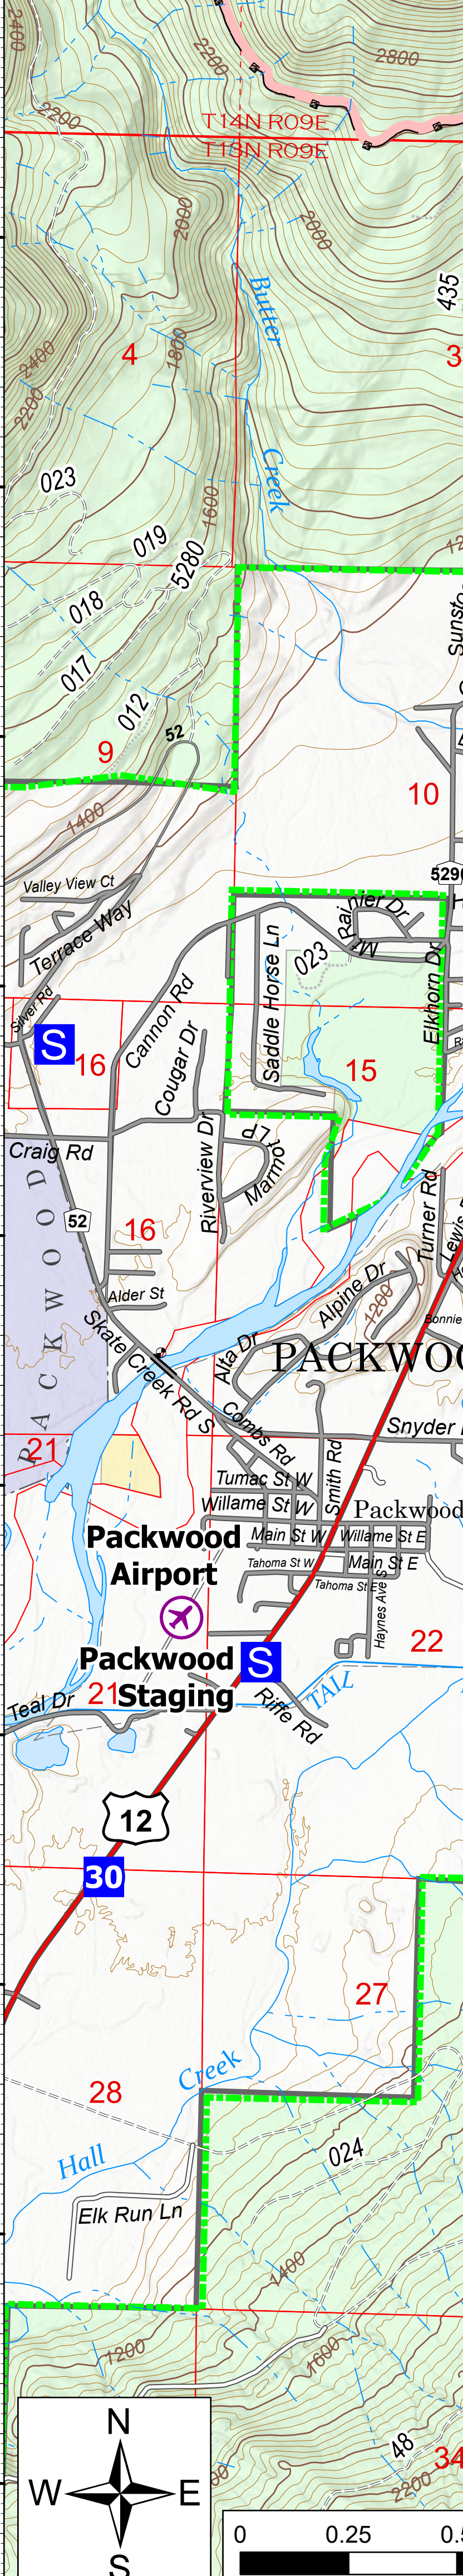 2400
2200
2800
2200
T14N R09E
T13N R09E
2000
2000
Butter
435
4
3
1800
2400
2200
Creek
023
1600
019
5280
018
017
012
52
9
10
1400
Valley View Ct
Terrace Way
Rainier Dr
Mt
023
Saddle Horse Ln
Elkhorn Dr
Silver Rd
S
16
Cannon Rd
Cougar Dr
15
Craig Rd
Riverview Dr
Marmot LP
PACKWOOD
52
16
Turner Rd
Alder St
Alpine Dr
1200
Bonnie
Skate Creek Rd S
Alta Dr
Combs Rd
Smith Rd
21
Tumac St W
Willame St W
Packwood
Main St W
Willame St E
Tahoma St W
Main St E
Tahoma St E
Haynes Ave S
Packwood
Airport
22
Packwood
Staging
S
21
Teal Dr
Riffe Rd
TAIL
12
30
27
28
Hall
Creek
024
Elk Run Ln
1400
1200
1600
48
34
2200
N
W
E
S
0
0.25